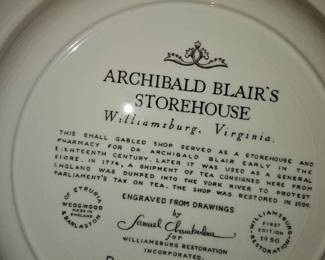 ARCHIBALD BLAIR'S
STOREHOUSE
Williamsburg, Virginia.
THIS SMALL GABLED SHOP SERVED AS A STOREHOUSE AND
PHARMACY FOR DR. ARCHIBALD BLAIR EARLY IN THE
EIGHTEENTH CENTURY. LATER IT WAS USED AS A GENERAL
STORE. IN 1774, A SHIPMENT OF TEA CONSIGNED HERE FROM
ENGLAND WAS DUMPED INTO THE YORK RIVER TO PROTEST
PARLIAMENT'S TAX ON TEA. THE SHOP WAS RESTORED IN
ENGRAVED FROM DRAWINGS
by
Samuel Chamberlain
for
WILLIAMSBURG RESTORATION
INCORPORATED.
OF ETRURIA
& BARLASTON
WEDGWOOD
MADE IN
ENGLAND
WILLIAMSBURG
RESTORATION
FIRST
EDITION
1950